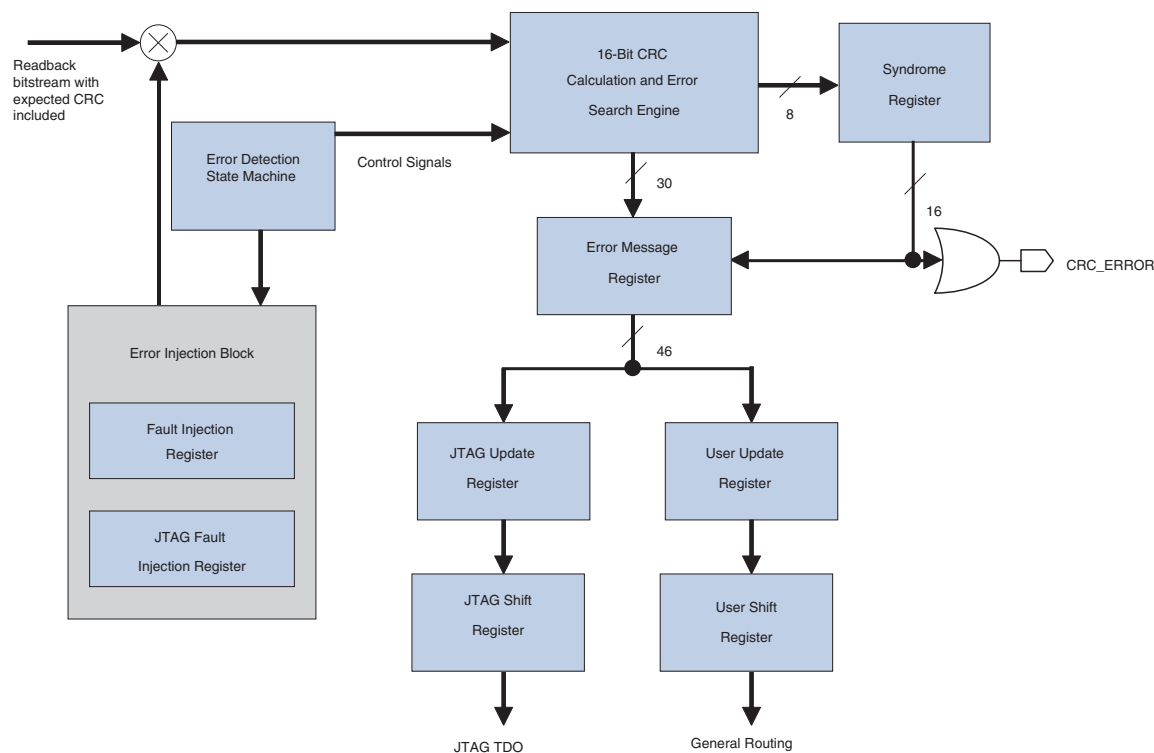 Readback
bitstream with
expected CRC
included
16-Bit CRC
Calculation and Error
Search Engine
8
Syndrome
Register
Error Detection
State Machine
Control Signals
30
16
Error Message
Register
CRC_ERROR
46
Error Injection Block
Fault Injection
Register
JTAG Fault
Injection Register
JTAG Update
Register
User Update
Register
JTAG Shift
Register
User Shift
Register
JTAG TDO
General Routing